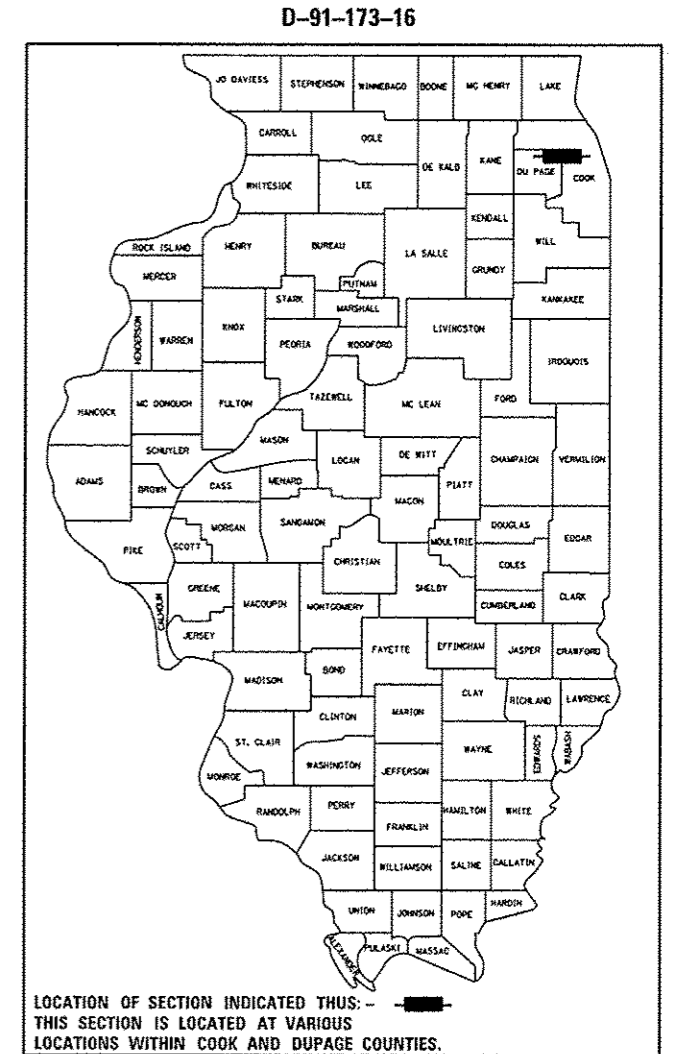 D-91-173-16
JO DAVIESS STEPHENSON WINNEBAGO BOONE MC HENRY LAKE
CARROLL OGLE DE KALB KANE DU PAGE COOK
WHITESIDE LEE
KENDALL
ROCK ISLAND HENRY BUREAU LA SALLE WILL
MERCER PUTNAM GRUNDY
STARK MARSHALL KANKAKEE
HENDERSON WARREN KNOX PEORIA WOODFORD LIVINGSTON
IROQUOIS
HANCOCK MC DONOUGH FULTON TAZEWELL MC LEAN FORD
MASON
SCHUYLER LOGAN DE WITT CHAMPAIGN VERMILION
ADAMS BROWN CASS MENARD PIATT
MACON
MORGAN SANGAMON DOUGLAS
PIKE SCOTT CHRISTIAN MOULTRIE EDGAR
COLES
GREENE SHELBY
CALHOUN MACOUPIN MONTGOMERY CUMBERLAND CLARK
JERSEY FAYETTE EFFINGHAM JASPER CRAWFORD
MADISON BOND
CLAY RICHLAND LAWRENCE
CLINTON MARION
ST. CLAIR WAYNE EDWARDS WABASH
WASHINGTON JEFFERSON
MONROE
RANDOLPH PERRY HAMILTON WHITE
FRANKLIN
JACKSON WILLIAMSON SALINE GALLATIN
UNION JOHNSON POPE HARDIN
ALEXANDER PULASKI MASSAC
LOCATION OF SECTION INDICATED THUS: -
THIS SECTION IS LOCATED AT VARIOUS
LOCATIONS WITHIN COOK AND DUPAGE COUNTIES.